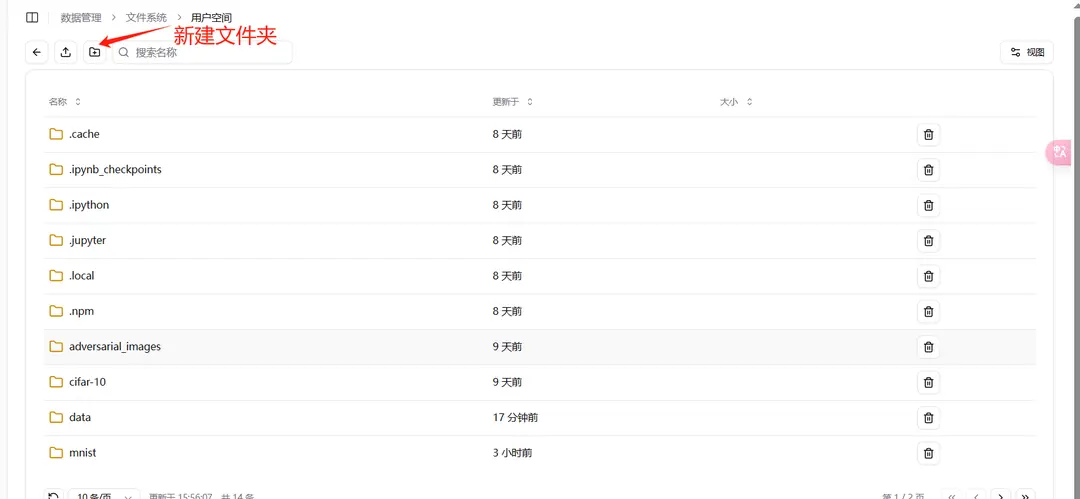 数据管理 > 文件系统 > 用户空间
新建文件夹
搜索名称
视图
名称 更新于 大小
.cache 8 天前
.ipynb_checkpoints 8 天前
.ipython 8 天前
.jupyter 8 天前
.local 8 天前
.npm 8 天前
adversarial_images 9 天前
cifar-10 9 天前
data 17 分钟前
mnist 3 小时前
10 条/页 更新于 15:56:07 共 14 条 第 1 / 2 页